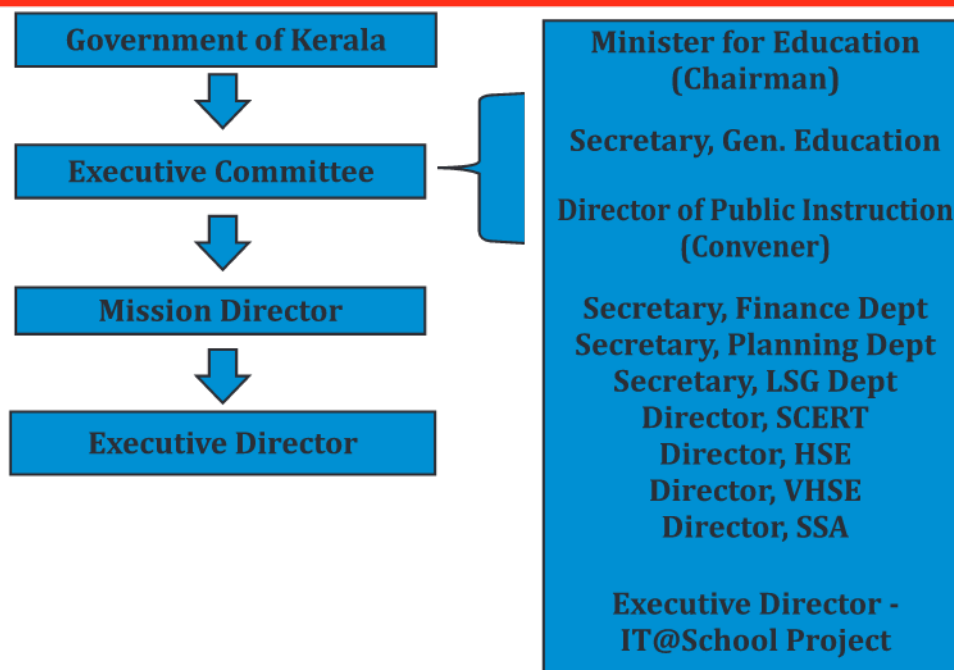 Government of Kerala
Executive Committee
Mission Director
Executive Director
Minister for Education
(Chairman)
Secretary, Gen. Education
Director of Public Instruction
(Convener)
Secretary, Finance Dept
Secretary, Planning Dept
Secretary, LSG Dept
Director, SCERT
Director, HSE
Director, VHSE
Director, SSA
Executive Director -
IT@School Project